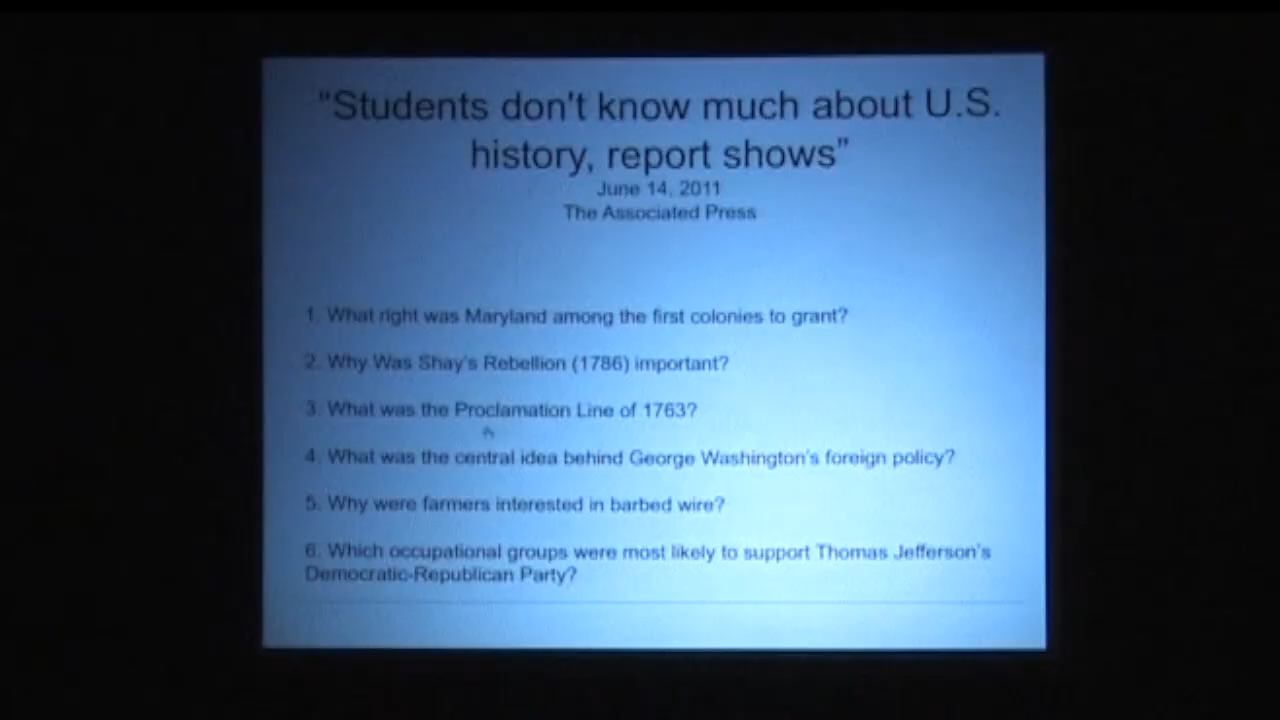 "Students don't know much about U.S.
history, report shows"
June 14, 2011
The Associated Press
1. What right was Maryland among the first colonies to grant?
2. Why Was Shay's Rebellion (1786) important?
3. What was the Proclamation Line of 1763?
4. What was the central idea behind George Washington's foreign policy?
5. Why were farmers interested in barbed wire?
6. Which occupational groups were most likely to support Thomas Jefferson's
Democratic-Republican Party?